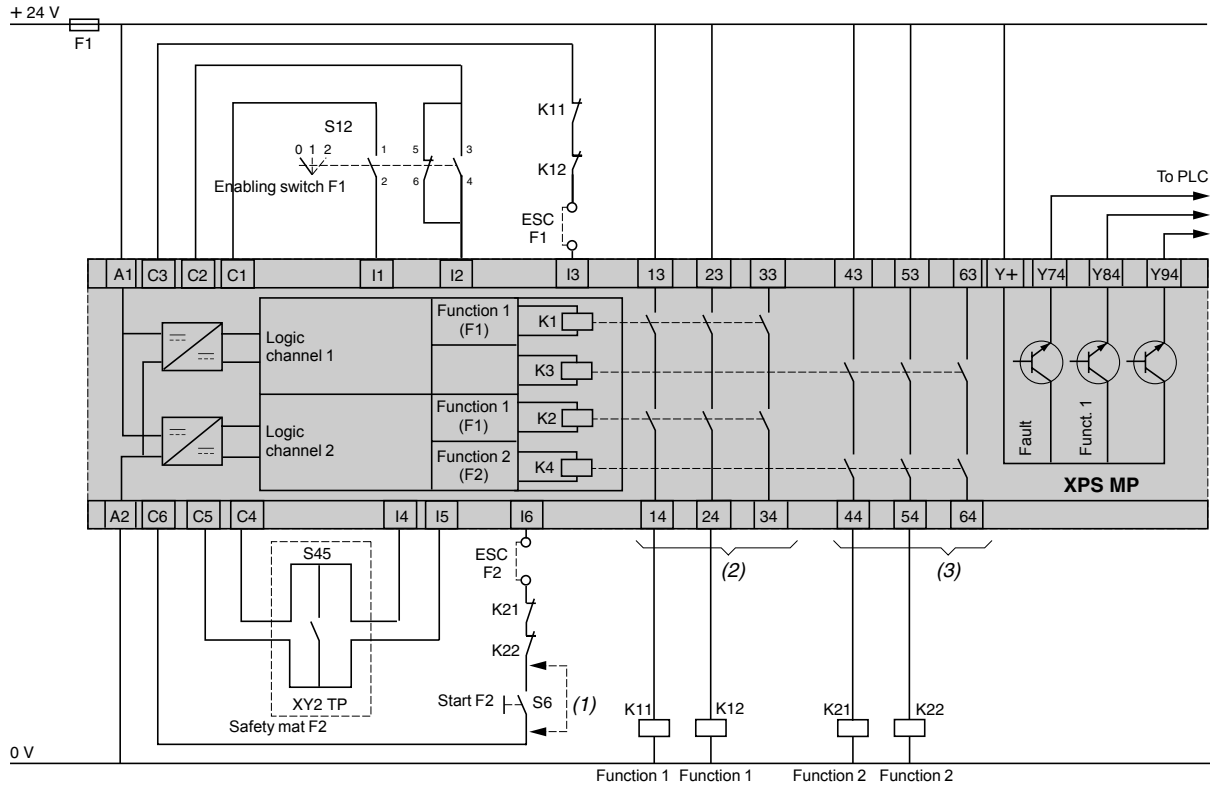 + 24 V
F1
K11
S12
0 1 2
1
5
3
2
6
4
Enabling switch F1
K12
ESC
F1
To PLC
A1 C3 C2 C1 I1 I2 I3 13 23 33 43 53 63 Y+ Y74 Y84 Y94
Logic
channel 1
Function 1
(F1)
K1
K3
Logic
channel 2
Function 1
(F1)
K2
Function 2
(F2)
K4
Fault
Funct. 1
XPS MP
A2 C6 C5 C4 I4 I5 I6 14 24 34 44 54 64
S45
ESC
F2
(2)
(3)
K21
K22
XY2 TP
Safety mat F2
Start F2
S6
(1)
K11
K12
K21
K22
0 V
Function 1 Function 1 Function 2 Function 2